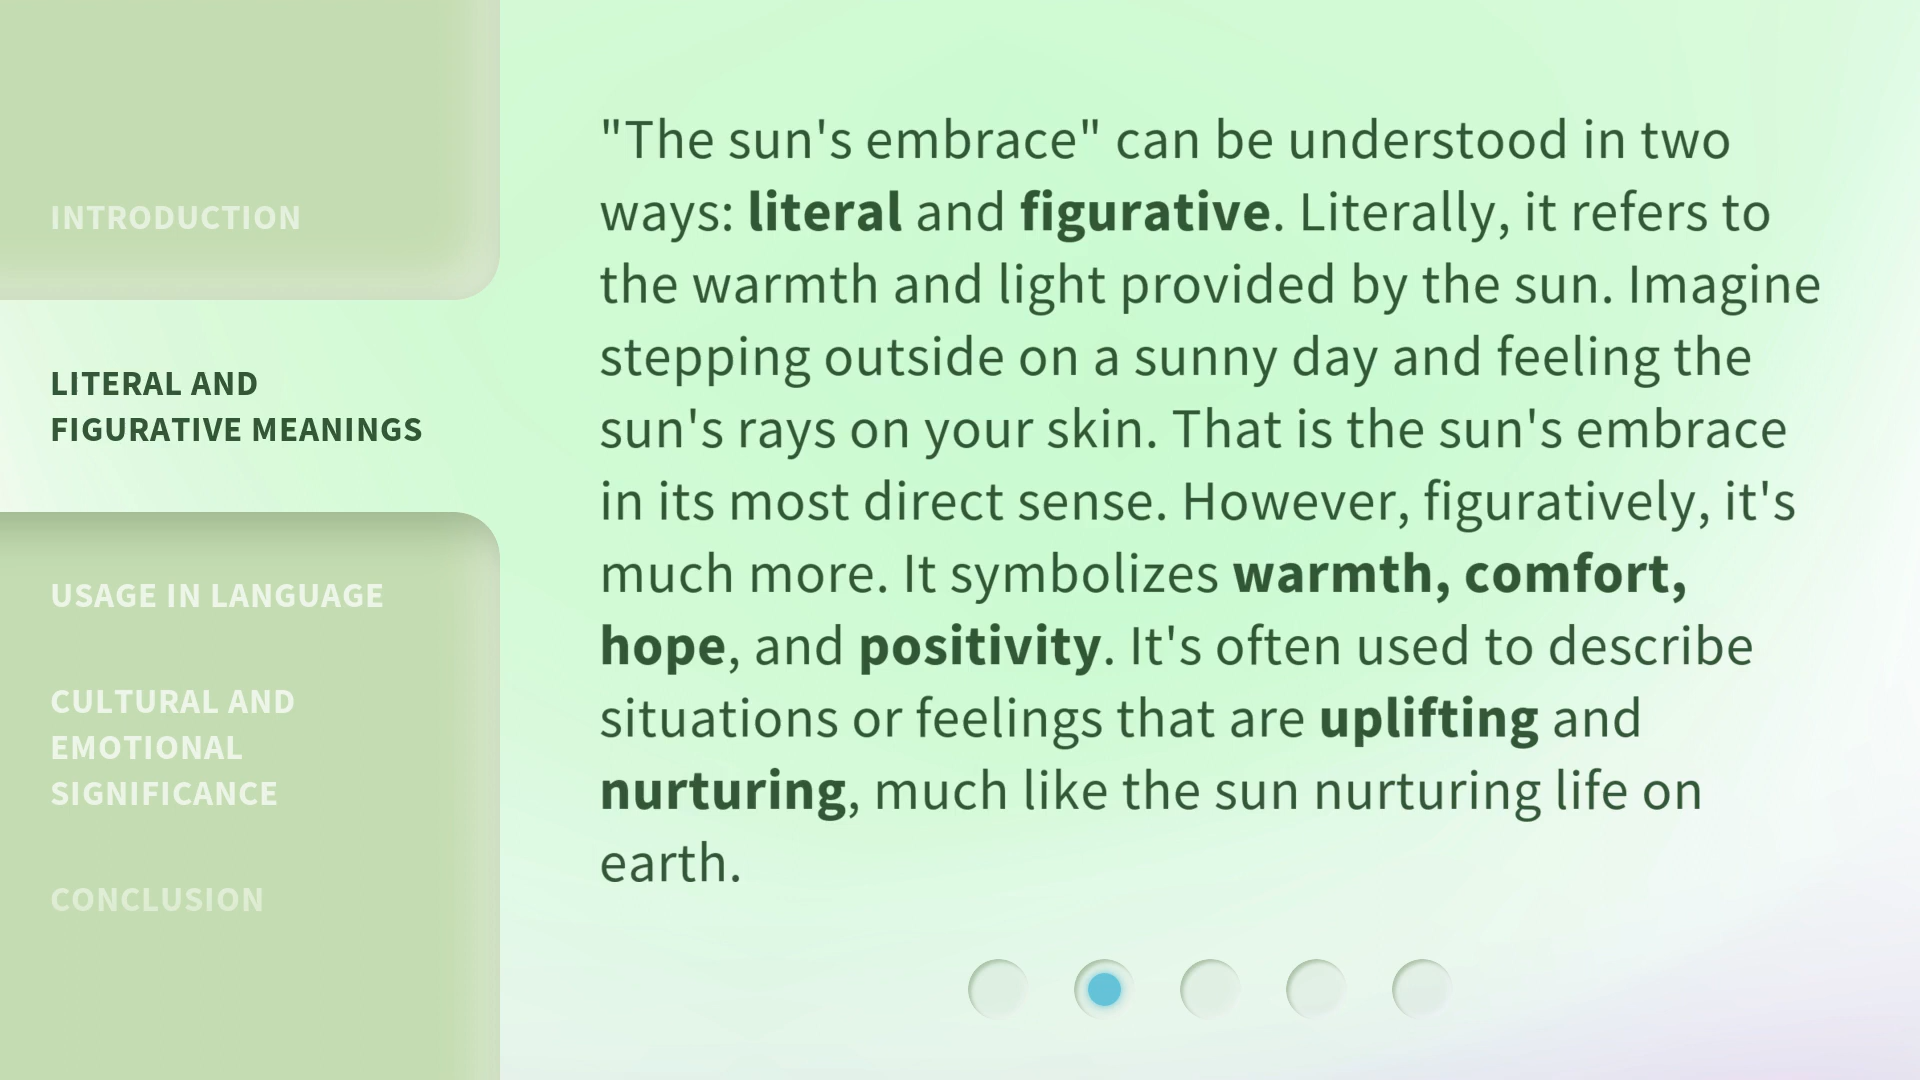 INTRODUCTION
LITERAL AND
FIGURATIVE MEANINGS
USAGE IN LANGUAGE
CULTURAL AND
EMOTIONAL
SIGNIFICANCE
CONCLUSION
"The sun's embrace" can be understood in two
ways: literal and figurative. Literally, it refers to
the warmth and light provided by the sun. Imagine
stepping outside on a sunny day and feeling the
sun's rays on your skin. That is the sun's embrace
in its most direct sense. However, figuratively, it's
much more. It symbolizes warmth, comfort,
hope, and positivity. It's often used to describe
situations or feelings that are uplifting and
nurturing, much like the sun nurturing life on
earth.